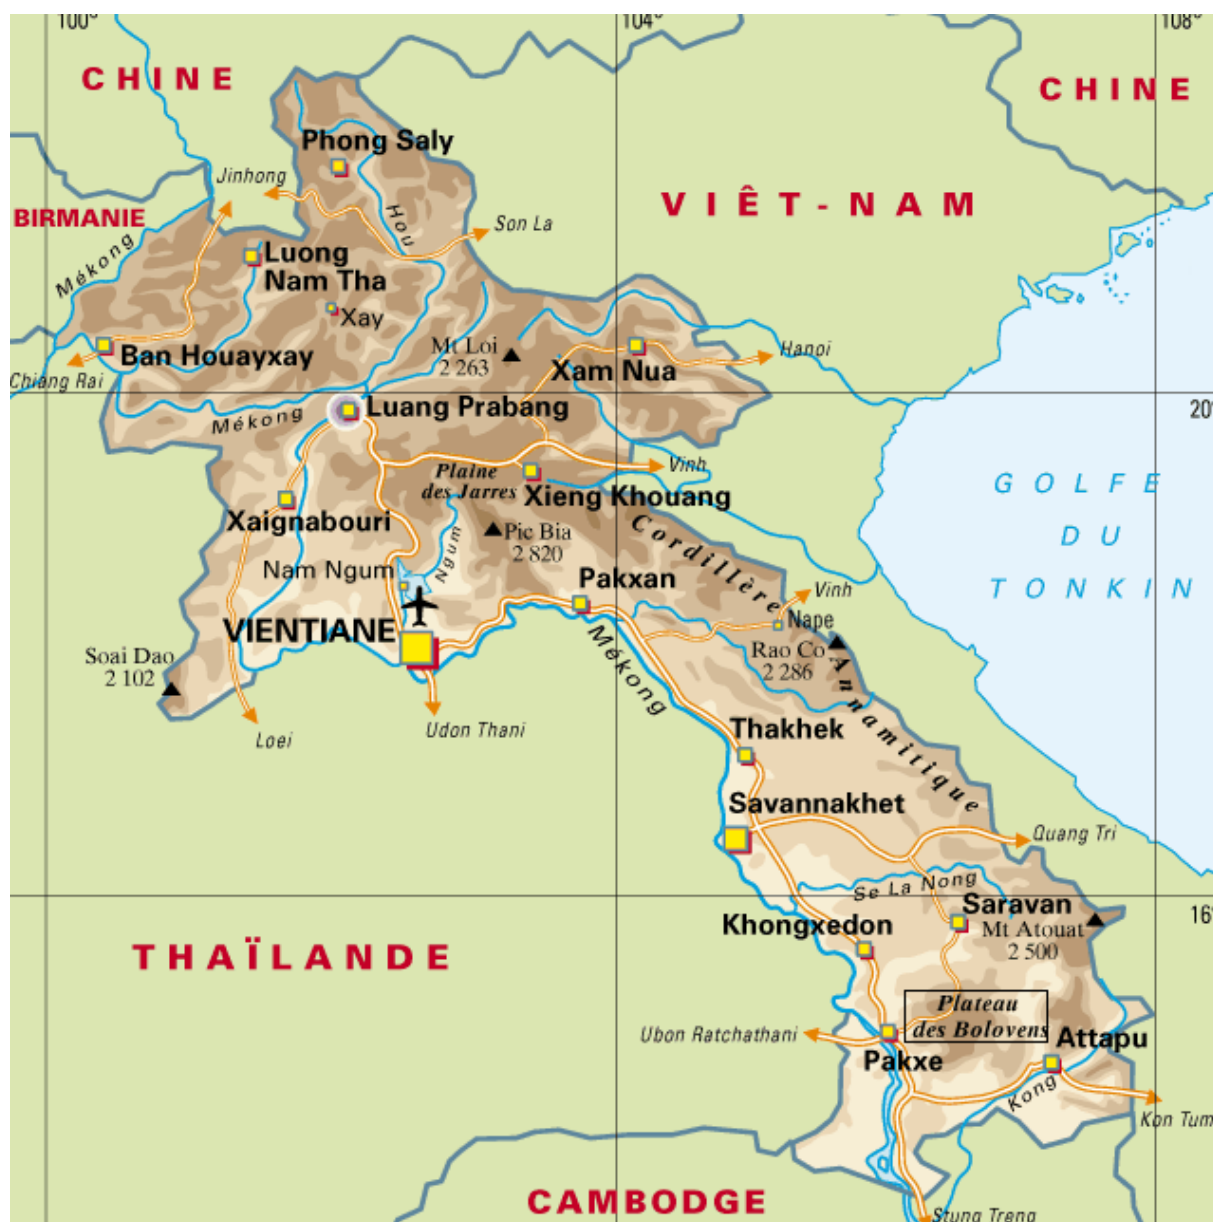 100°
104°
108°
CHINE
CHINE
Phong Saly
Jinhong
BIRMANIE
VIÊT-NAM
Hou
Son La
Mékong
Luong
Nam Tha
Xay
Ban Houayxay
Mt Loi
2 263
Xam Nua
Hanoi
Chiang Rai
Mékong
Luang Prabang
20°
Plaine
des Jarres
Vinh
Xieng Khouang
GOLFE
DU
TONKIN
Xaignabouri
Pic Bia
2 820
Cordillère
Annamitique
Nam Ngum
Ngum
Pakxan
Vinh
Nape
VIENTIANE
Mékong
Rao Co
2 286
Soai Dao
2 102
Loei
Udon Thani
Thakhek
Savannakhet
Quang Tri
Se La Nong
Saravan
16°
Khongxedon
Mt Atouat
2 500
THAÏLANDE
Plateau
des Bolovens
Ubon Ratchathani
Pakxe
Attapu
Kong
Kon Tum
CAMBODGE
Stung Treng